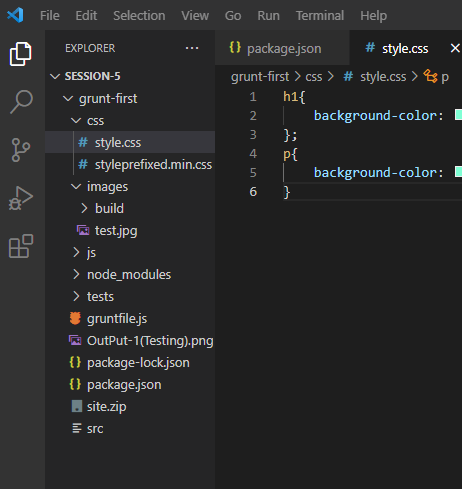 File Edit Selection View Go Run Terminal Help
EXPLORER
SESSION-5
grunt-first
css
# style.css
# styleprefixed.min.css
images
build
test.jpg
js
node_modules
tests
gruntfile.js
OutPut-1(Testing).png
{ } package-lock.json
{ } package.json
site.zip
src
{ } package.json
# style.css
grunt-first > css > # style.css > p
1 h1{
2 background-color:
3 };
4 p{
5 background-color:
6 }